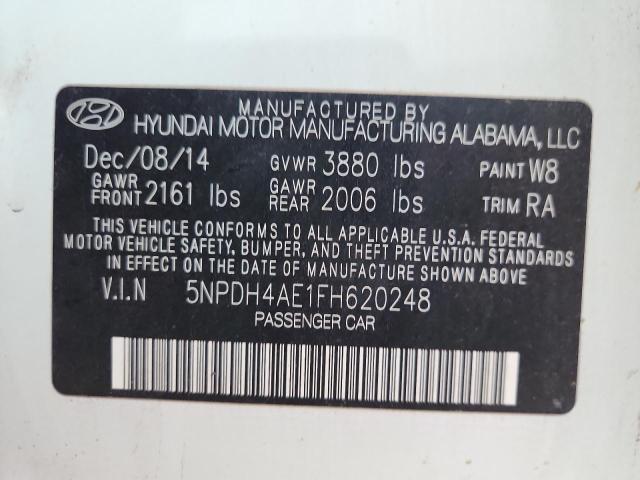 MANUFACTURED BY
HYUNDAI MOTOR MANUFACTURING ALABAMA, LLC
Dec/08/14 GVWR 3880 lbs PAINT W8
GAWR FRONT 2161 lbs GAWR REAR 2006 lbs TRIM RA
THIS VEHICLE CONFORMS TO ALL APPLICABLE U.S.A. FEDERAL
MOTOR VEHICLE SAFETY, BUMPER, AND THEFT PREVENTION STANDARDS
IN EFFECT ON THE DATE OF MANUFACTURE SHOWN ABOVE.
V.I.N 5NPDH4AE1FH620248
PASSENGER CAR